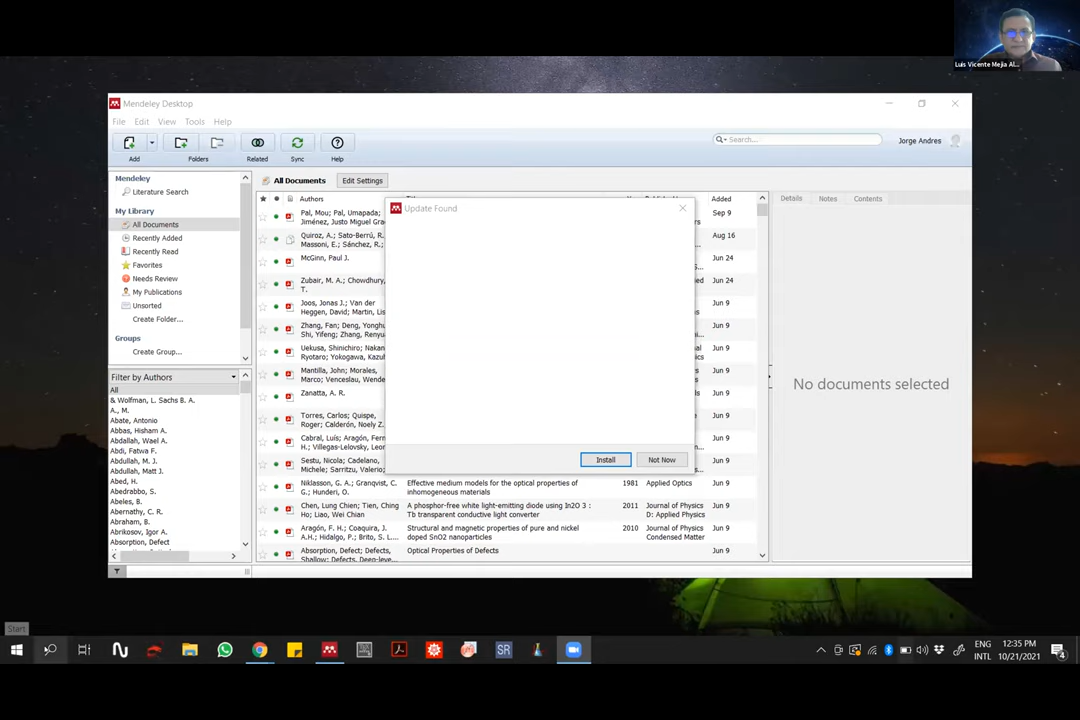 Luis Vicente Mejia Al...
Mendeley Desktop
File Edit View Tools Help
Search...
Jorge Andres
Add Folders Related Sync Help
Mendeley
Literature Search
My Library
All Documents
Recently Added
Recently Read
Favorites
Needs Review
My Publications
Unsorted
Create Folder...
Groups
Create Group...
Filter by Authors
All
& Wolfman, L. Sachs B. A.
A., M.
Abate, Antonio
Abbas, Hisham A.
Abdallah, Wael A.
Abdi, Fatwa F.
Abdullah, M. J.
Abdullah, Matt J.
Abed, H.
Abedrabbo, S.
Abeles, B.
Abernathy, C. R.
Abraham, B.
Abrikosov, Igor A.
Absorption, Defect
All Documents Edit Settings
Authors Added
Pal, Mou; Pal, Umapada;
Jiménez, Justo Miguel Gra...
Sep 9
Quiroz, A.; Sato-Berrú, R.
Massoni, E.; Sánchez, R.;
Aug 16
McGinn, Paul J.
Jun 24
Zubair, M. A.; Chowdhury,
T.
Jun 24
Joos, Jonas J.; Van der
Heggen, David; Martin, Lis
Jun 9
Zhang, Fan; Deng, Yonghu
Shi, Yifeng; Zhang, Renyu
Jun 9
Uekusa, Shinichiro;
Ryotaro; Yokogawa, Kazuh
Jun 9
Mantilla, John; Morales,
Marco; Venceslau, Wende
Jun 9
Zanatta, A. R.
Jun 9
Torres, Carlos; Quispe,
Roger; Calderón, Noely Z.
Jun 9
Cabral, Luís; Aragón, Fer
H.; Villegas-Lelovsky, Leon
Jun 9
Sestu, Nicola; Cadelano,
Michele; Sarritzu, Valerio;
Jun 9
Niklasson, G. A.; Granqvist, C.
G.; Hunderi, O.
Effective medium models for the optical properties of
inhomogeneous materials
1981 Applied Optics Jun 9
Chen, Lung Chien; Tien, Ching
Ho; Liao, Wei Chian
A phosphor-free white light-emitting diode using In2O 3 :
Tb transparent conductive light converter
2011 Journal of Physics
D: Applied Physics
Jun 9
Aragón, F. H.; Coaquira, J.
A.H.; Hidalgo, P.; Brito, S. L...
Structural and magnetic properties of pure and nickel
doped SnO2 nanoparticles
2010 Journal of Physics
Condensed Matter
Jun 9
Absorption, Defect; Defects,
Shallow; Defects, Deep-leve...
Optical Properties of Defects
Jun 9
Update Found
Install Not Now
Details Notes Contents
No documents selected
Start
SR
ENG
INTL
12:35 PM
10/21/2021
4